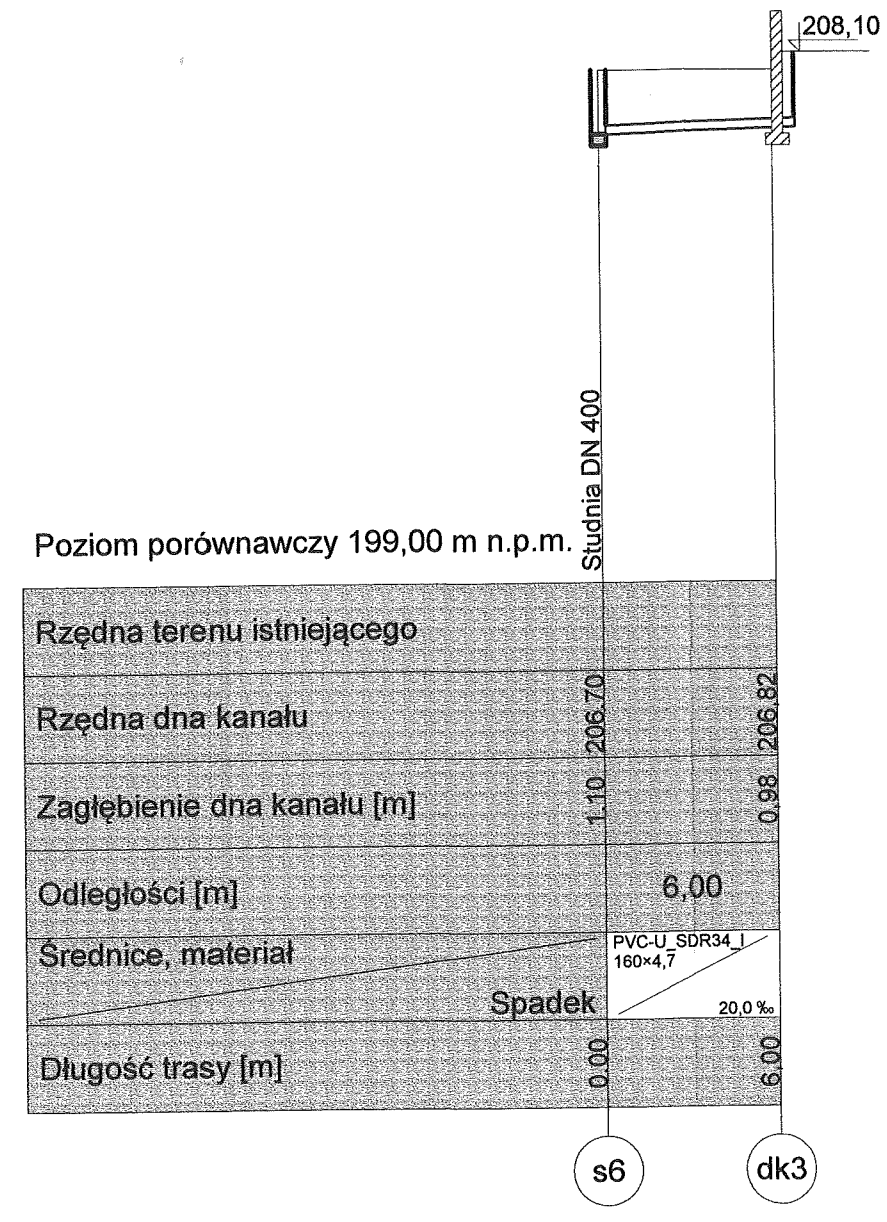 208,10
Studnia DN 400
Poziom porównawczy 199,00 m n.p.m.
Rzędna terenu istniejącego
Rzędna dna kanału
206,70
206,82
Zagłębienie dna kanału [m]
1,10
0,98
Odległości [m]
6,00
Średnice, materiał
Spadek
PVC-U_SDR34_l
160×4,7
20,0 ‰
Długość trasy [m]
0,00
6,00
s6
dk3